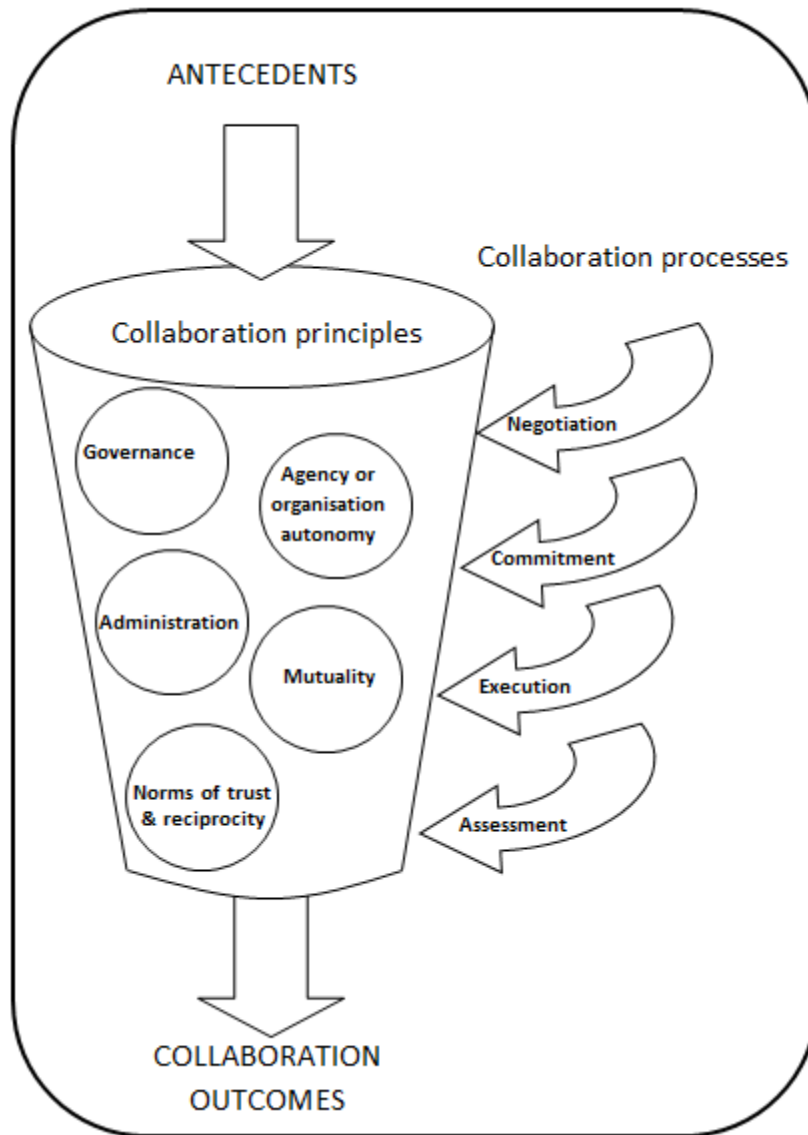 ANTECEDENTS
Collaboration processes
Collaboration principles
Governance
Agency or
organisation
autonomy
Administration
Mutuality
Norms of trust
& reciprocity
Negotiation
Commitment
Execution
Assessment
COLLABORATION
OUTCOMES